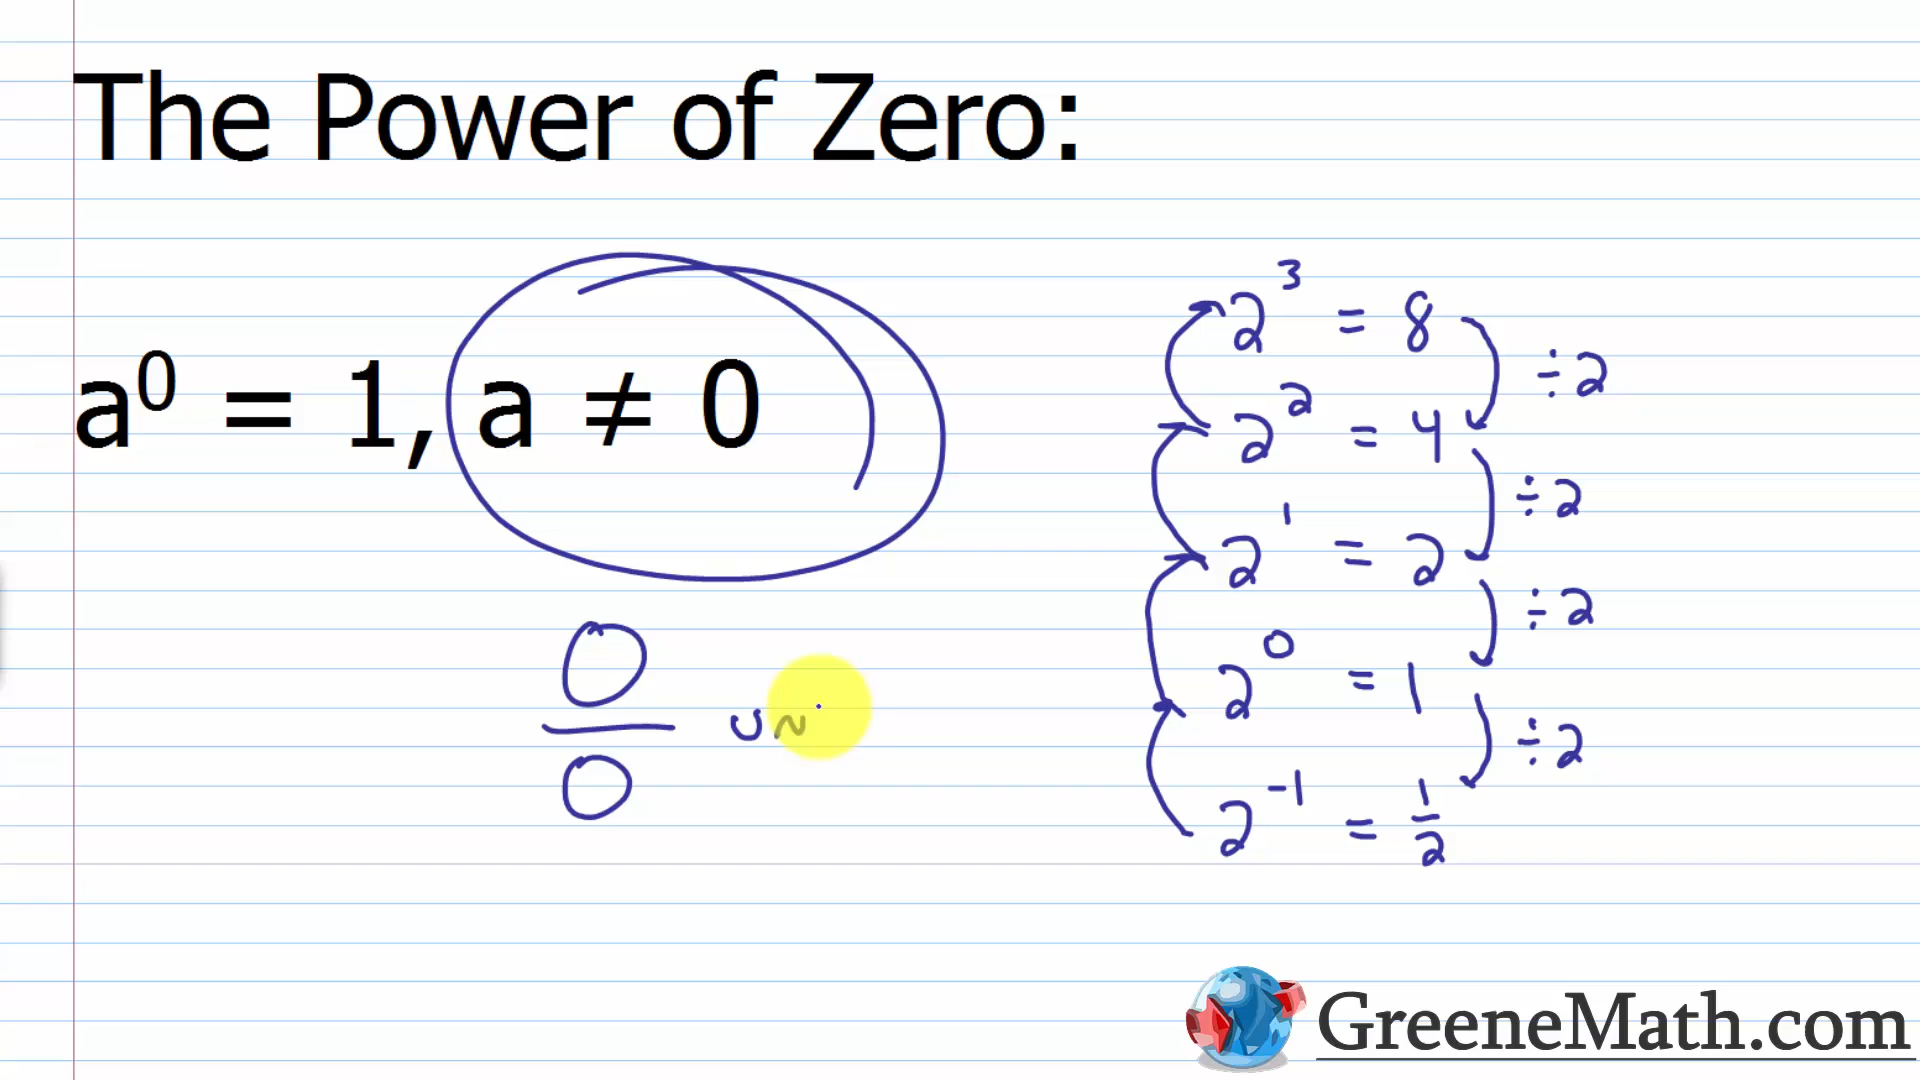 The Power of Zero:
a⁰ = 1, a ≠ 0
2³ = 8
÷2
2² = 4
÷2
2¹ = 2
÷2
2⁰ = 1
÷2
2⁻¹ = 1/2
0/0 un
GreeneMath.com